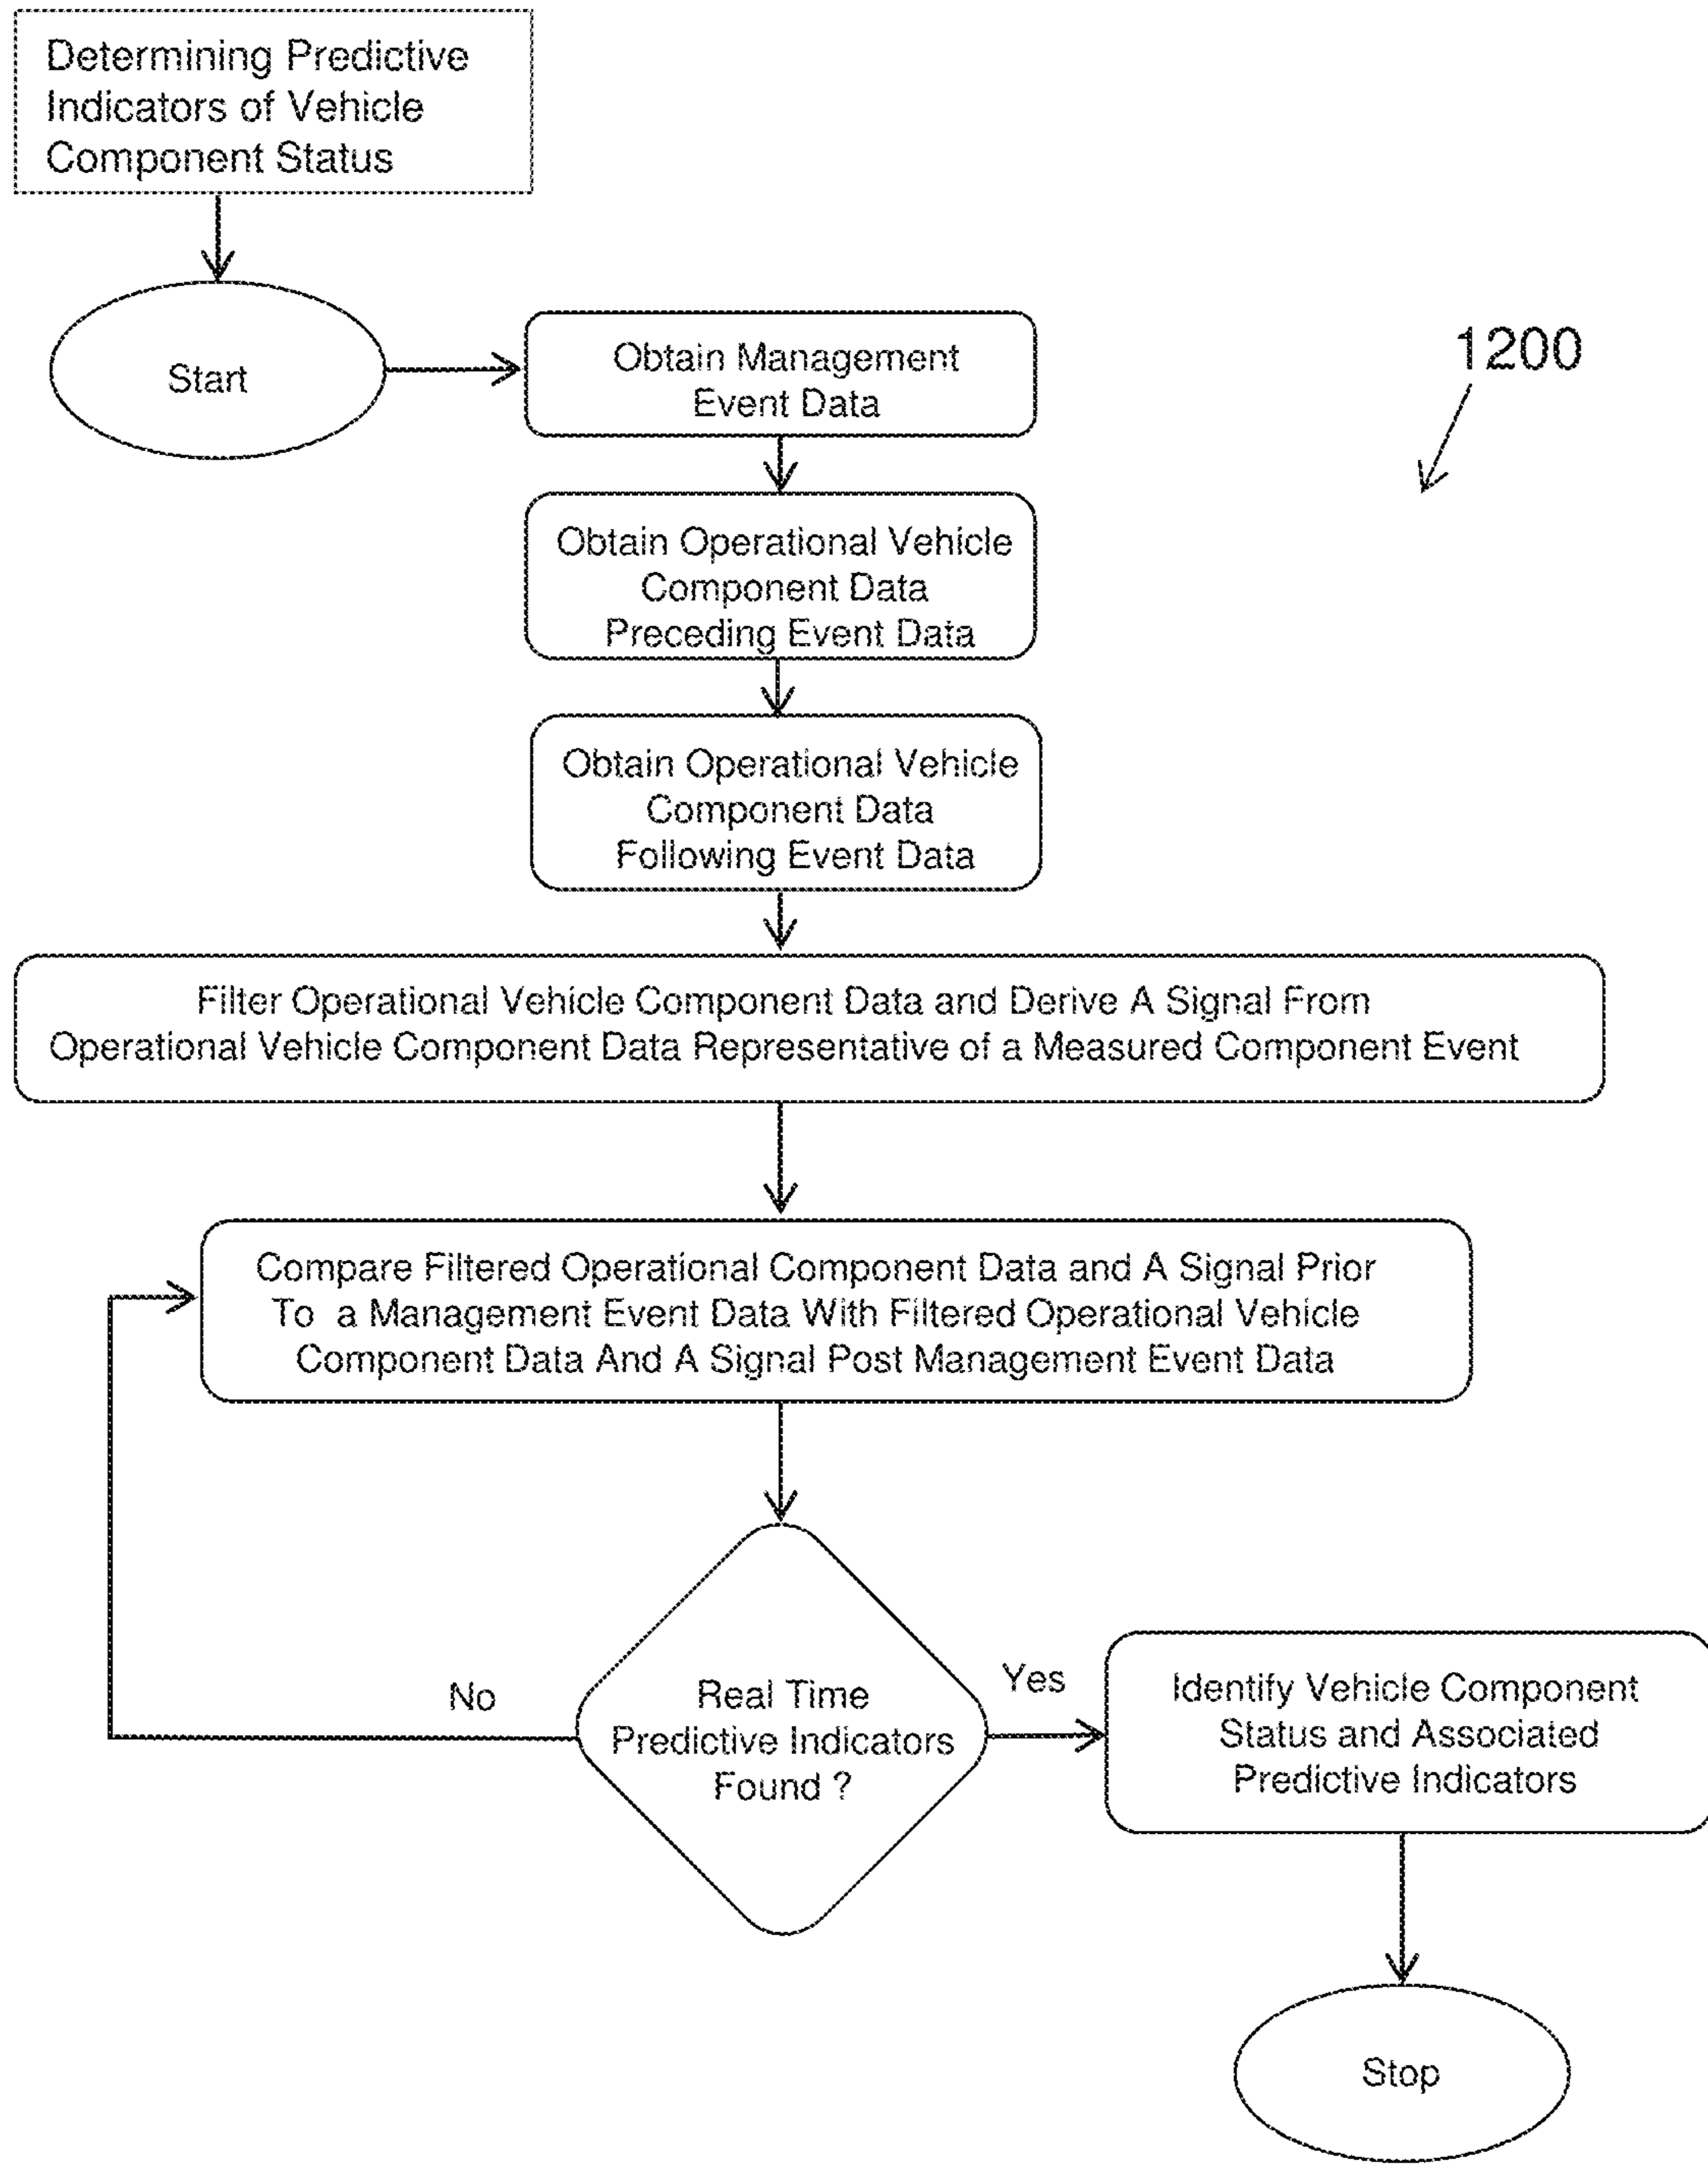 Determining Predictive
Indicators of Vehicle
Component Status
Start
Obtain Management
Event Data
1200
Obtain Operational Vehicle
Component Data
Preceding Event Data
Obtain Operational Vehicle
Component Data
Following Event Data
Filter Operational Vehicle Component Data and Derive A Signal From
Operational Vehicle Component Data Representative of a Measured Component Event
Compare Filtered Operational Component Data and A Signal Prior
To a Management Event Data With Filtered Operational Vehicle
Component Data And A Signal Post Management Event Data
No
Real Time
Predictive Indicators
Found ?
Yes
Identify Vehicle Component
Status and Associated
Predictive Indicators
Stop